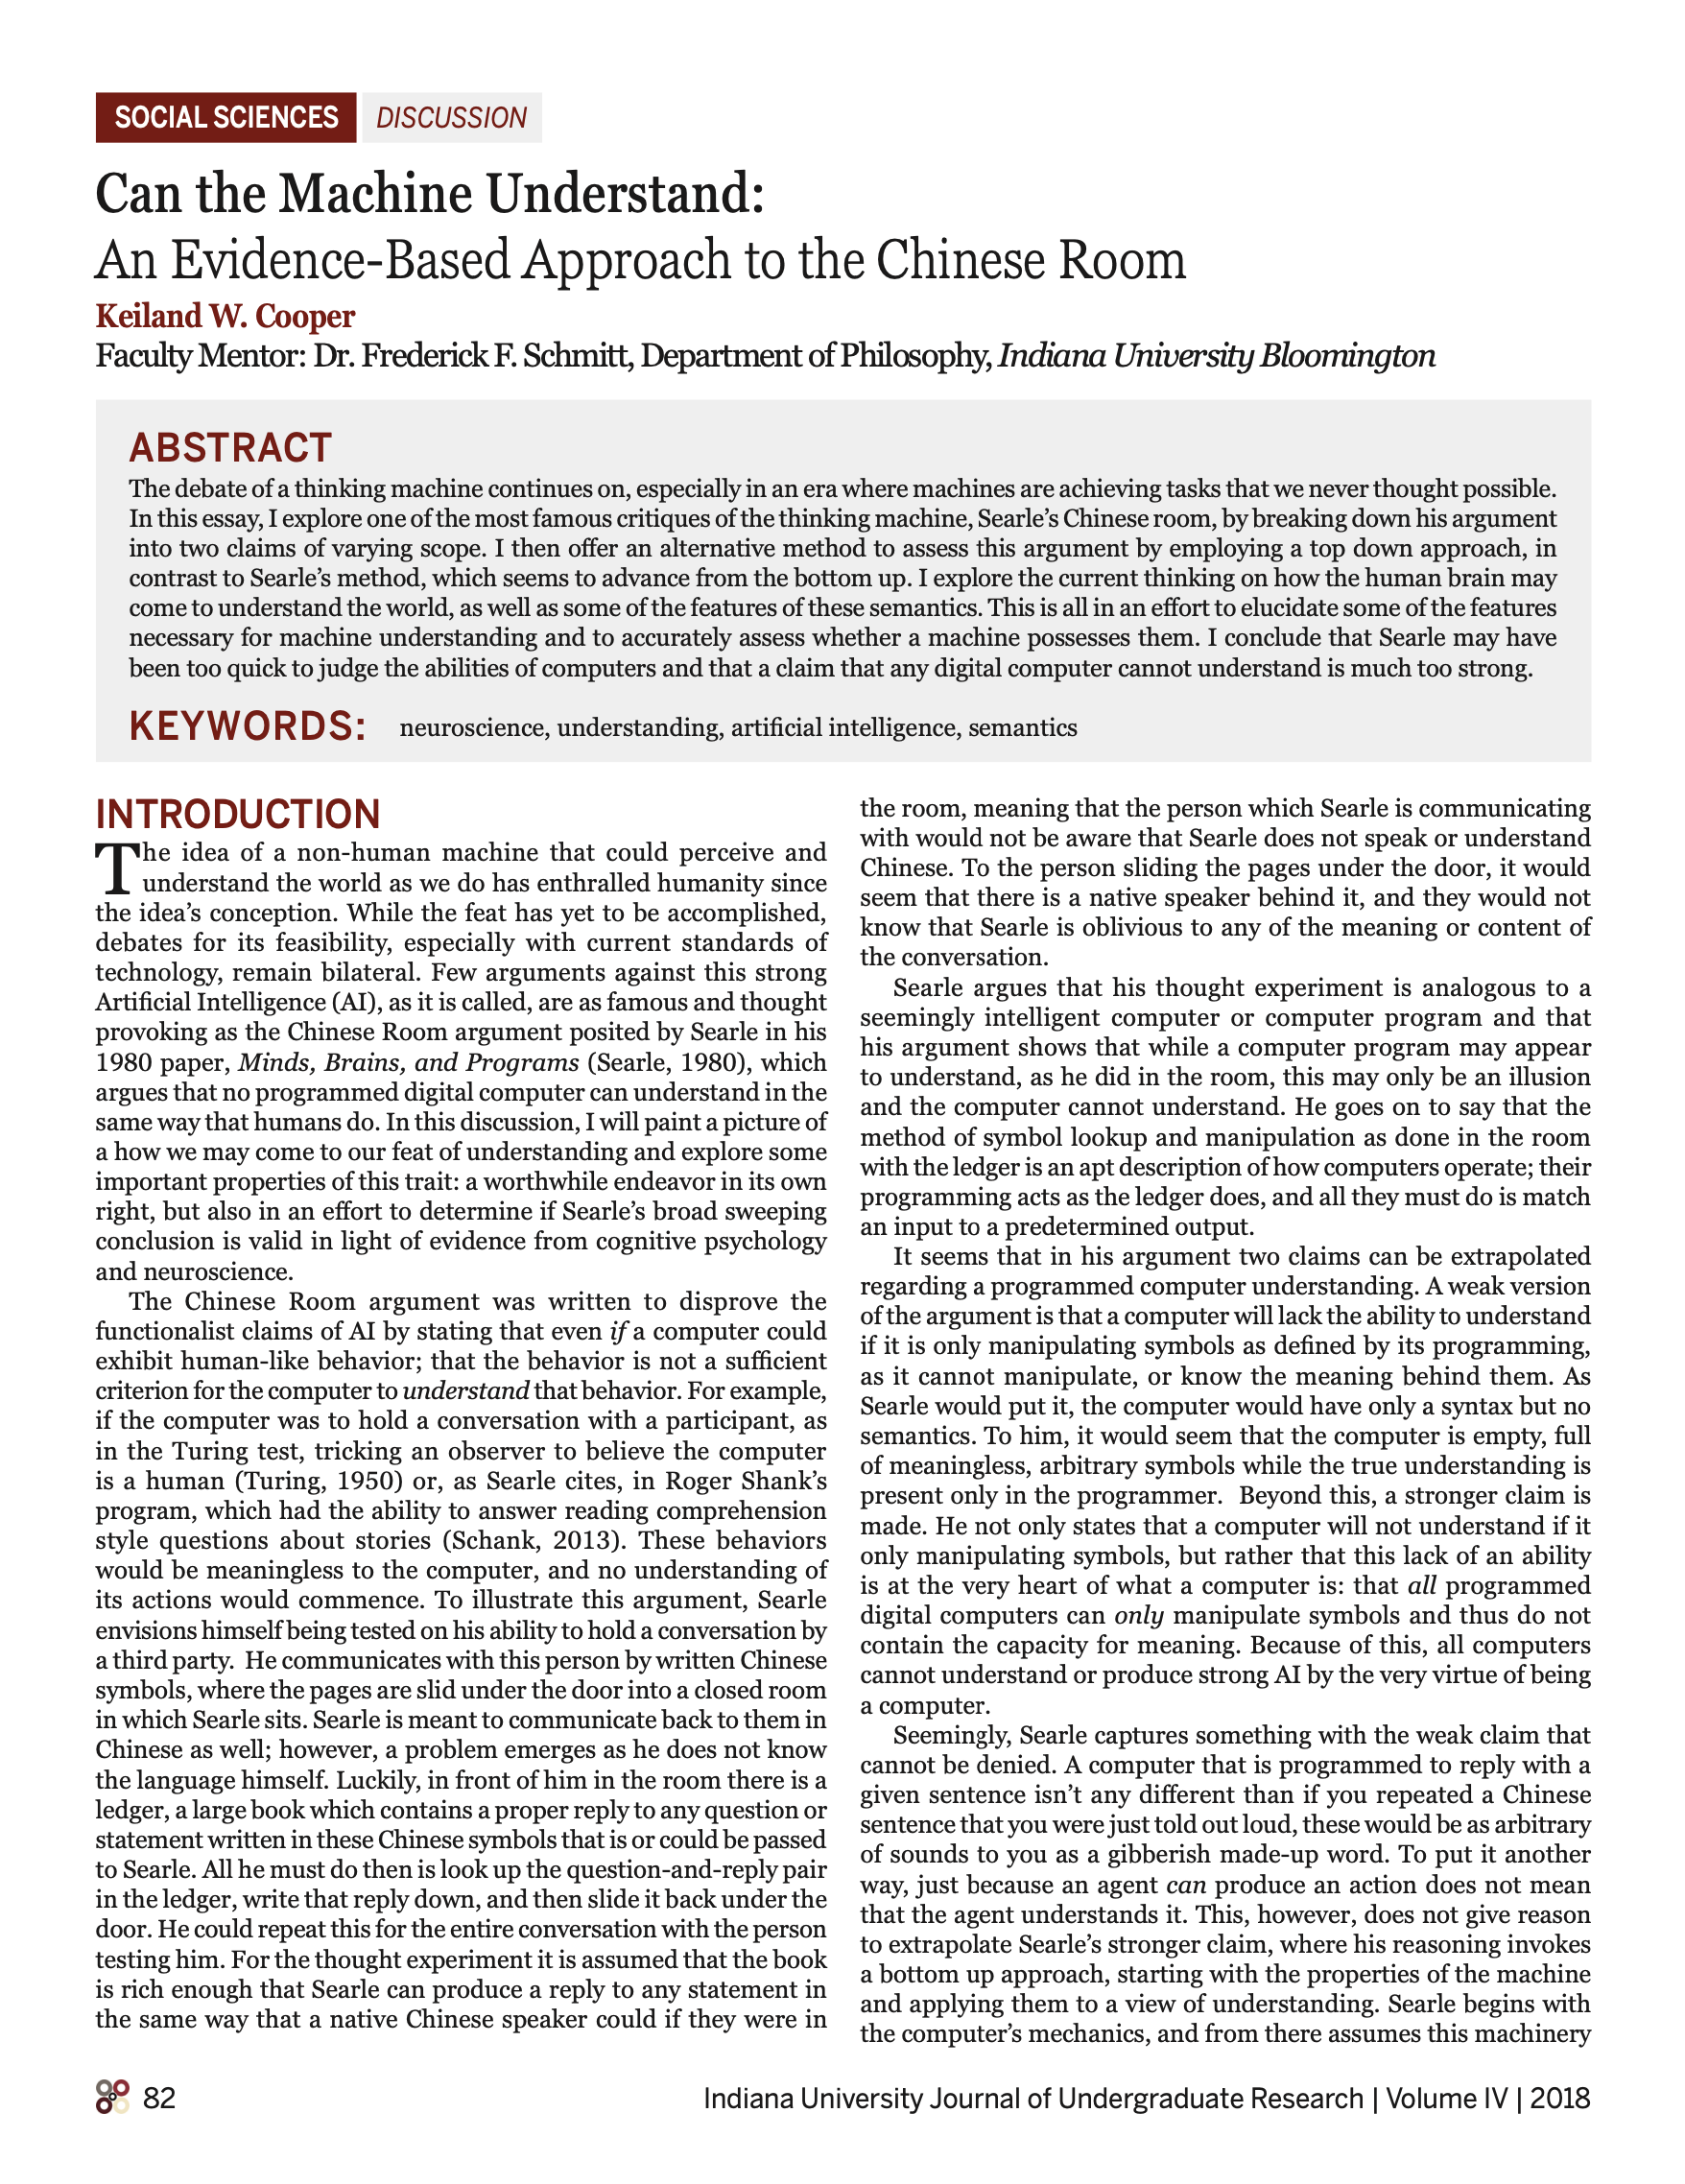 SOCIAL SCIENCES DISCUSSION
Can the Machine Understand:
An Evidence-Based Approach to the Chinese Room
Keiland W. Cooper
Faculty Mentor: Dr. Frederick F. Schmitt, Department of Philosophy, Indiana University Bloomington
ABSTRACT
The debate of a thinking machine continues on, especially in an era where machines are achieving tasks that we never thought possible.
In this essay, I explore one of the most famous critiques of the thinking machine, Searle’s Chinese room, by breaking down his argument
into two claims of varying scope. I then offer an alternative method to assess this argument by employing a top down approach, in
contrast to Searle’s method, which seems to advance from the bottom up. I explore the current thinking on how the human brain may
come to understand the world, as well as some of the features of these semantics. This is all in an effort to elucidate some of the features
necessary for machine understanding and to accurately assess whether a machine possesses them. I conclude that Searle may have
been too quick to judge the abilities of computers and that a claim that any digital computer cannot understand is much too strong.
KEYWORDS: neuroscience, understanding, artificial intelligence, semantics
INTRODUCTION
The idea of a non-human machine that could perceive and
understand the world as we do has enthralled humanity since
the idea’s conception. While the feat has yet to be accomplished,
debates for its feasibility, especially with current standards of
technology, remain bilateral. Few arguments against this strong
Artificial Intelligence (AI), as it is called, are as famous and thought
provoking as the Chinese Room argument posited by Searle in his
1980 paper, Minds, Brains, and Programs (Searle, 1980), which
argues that no programmed digital computer can understand in the
same way that humans do. In this discussion, I will paint a picture of
a how we may come to our feat of understanding and explore some
important properties of this trait: a worthwhile endeavor in its own
right, but also in an effort to determine if Searle’s broad sweeping
conclusion is valid in light of evidence from cognitive psychology
and neuroscience.
The Chinese Room argument was written to disprove the
functionalist claims of AI by stating that even if a computer could
exhibit human-like behavior; that the behavior is not a sufficient
criterion for the computer to understand that behavior. For example,
if the computer was to hold a conversation with a participant, as
in the Turing test, tricking an observer to believe the computer
is a human (Turing, 1950) or, as Searle cites, in Roger Shank’s
program, which had the ability to answer reading comprehension
style questions about stories (Schank, 2013). These behaviors
would be meaningless to the computer, and no understanding of
its actions would commence. To illustrate this argument, Searle
envisions himself being tested on his ability to hold a conversation by
a third party. He communicates with this person by written Chinese
symbols, where the pages are slid under the door into a closed room
in which Searle sits. Searle is meant to communicate back to them in
Chinese as well; however, a problem emerges as he does not know
the language himself. Luckily, in front of him in the room there is a
ledger, a large book which contains a proper reply to any question or
statement written in these Chinese symbols that is or could be passed
to Searle. All he must do then is look up the question-and-reply pair
in the ledger, write that reply down, and then slide it back under the
door. He could repeat this for the entire conversation with the person
testing him. For the thought experiment it is assumed that the book
is rich enough that Searle can produce a reply to any statement in
the same way that a native Chinese speaker could if they were in
the room, meaning that the person which Searle is communicating
with would not be aware that Searle does not speak or understand
Chinese. To the person sliding the pages under the door, it would
seem that there is a native speaker behind it, and they would not
know that Searle is oblivious to any of the meaning or content of
the conversation.
Searle argues that his thought experiment is analogous to a
seemingly intelligent computer or computer program and that
his argument shows that while a computer program may appear
to understand, as he did in the room, this may only be an illusion
and the computer cannot understand. He goes on to say that the
method of symbol lookup and manipulation as done in the room
with the ledger is an apt description of how computers operate; their
programming acts as the ledger does, and all they must do is match
an input to a predetermined output.
It seems that in his argument two claims can be extrapolated
regarding a programmed computer understanding. A weak version
of the argument is that a computer will lack the ability to understand
if it is only manipulating symbols as defined by its programming,
as it cannot manipulate, or know the meaning behind them. As
Searle would put it, the computer would have only a syntax but no
semantics. To him, it would seem that the computer is empty, full
of meaningless, arbitrary symbols while the true understanding is
present only in the programmer. Beyond this, a stronger claim is
made. He not only states that a computer will not understand if it
only manipulating symbols, but rather that this lack of an ability
is at the very heart of what a computer is: that all programmed
digital computers can only manipulate symbols and thus do not
contain the capacity for meaning. Because of this, all computers
cannot understand or produce strong AI by the very virtue of being
a computer.
Seemingly, Searle captures something with the weak claim that
cannot be denied. A computer that is programmed to reply with a
given sentence isn’t any different than if you repeated a Chinese
sentence that you were just told out loud, these would be as arbitrary
of sounds to you as a gibberish made-up word. To put it another
way, just because an agent can produce an action does not mean
that the agent understands it. This, however, does not give reason
to extrapolate Searle’s stronger claim, where his reasoning invokes
a bottom up approach, starting with the properties of the machine
and applying them to a view of understanding. Searle begins with
the computer’s mechanics, and from there assumes this machinery
82 Indiana University Journal of Undergraduate Research | Volume IV | 2018